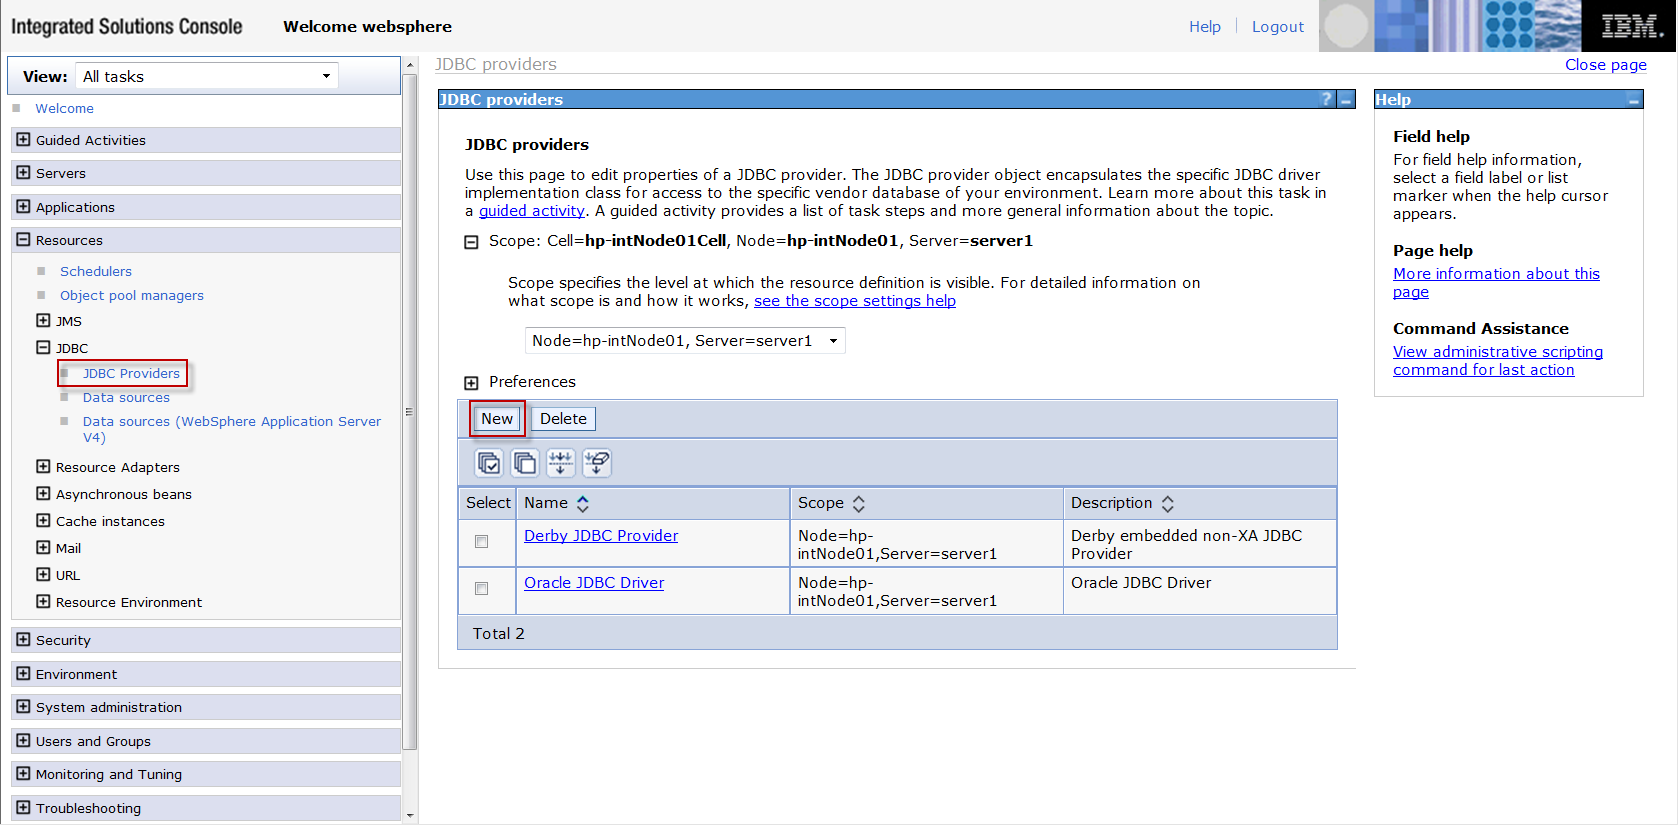 Integrated Solutions Console
Welcome websphere
Help
Logout
IBM.
View:
All tasks
Welcome
Guided Activities
Servers
Applications
Resources
Schedulers
Object pool managers
JMS
JDBC
JDBC Providers
Data sources
Data sources (WebSphere Application Server
V4)
Resource Adapters
Asynchronous beans
Cache instances
Mail
URL
Resource Environment
Security
Environment
System administration
Users and Groups
Monitoring and Tuning
Troubleshooting
JDBC providers
Close page
JDBC providers
?
JDBC providers
Use this page to edit properties of a JDBC provider. The JDBC provider object encapsulates the specific JDBC driver
implementation class for access to the specific vendor database of your environment. Learn more about this task in
a guided activity. A guided activity provides a list of task steps and more general information about the topic.
Scope: Cell=hp-intNode01Cell, Node=hp-intNode01, Server=server1
Scope specifies the level at which the resource definition is visible. For detailed information on
what scope is and how it works, see the scope settings help
Node=hp-intNode01, Server=server1
Preferences
New
Delete
Select
Name
Scope
Description
Derby JDBC Provider
Node=hp-
intNode01,Server=server1
Derby embedded non-XA JDBC
Provider
Oracle JDBC Driver
Node=hp-
intNode01,Server=server1
Oracle JDBC Driver
Total 2
Help
Field help
For field help information,
select a field label or list
marker when the help cursor
appears.
Page help
More information about this
page
Command Assistance
View administrative scripting
command for last action